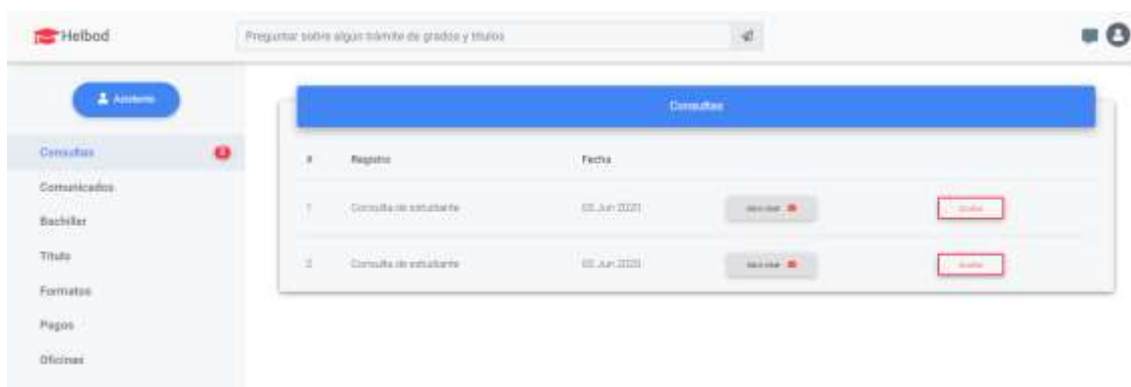 Helbod
Preguntar sobre algún trámite de grados y títulos
Asistente
Consultas
Comunicados
Bachiller
Título
Formatos
Pagos
Oficinas
Consultas
# Registro Fecha
1 Consulta de estudiante 03 Jun 2020
2 Consulta de estudiante 03 Jun 2020